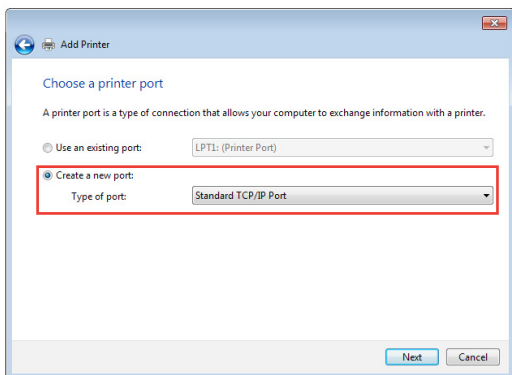 Add Printer
Choose a printer port
A printer port is a type of connection that allows your computer to exchange information with a printer.
Use an existing port: LPT1: (Printer Port)
Create a new port:
Type of port: Standard TCP/IP Port
Next Cancel